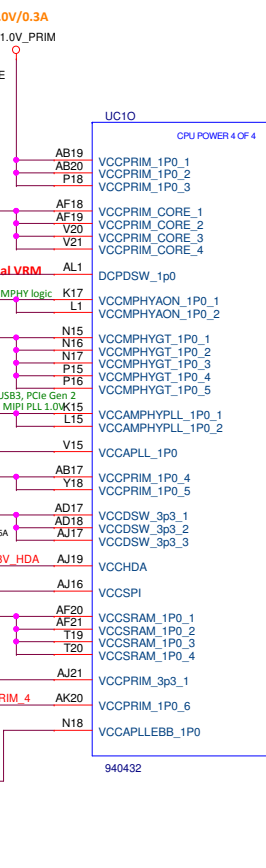 .0V/0.3A
1.0V_PRIM
E
UC1O
CPU POWER 4 OF 4
AB19 VCCPRIM_1P0_1
AB20 VCCPRIM_1P0_2
P18 VCCPRIM_1P0_3
AF18 VCCPRIM_CORE_1
AF19 VCCPRIM_CORE_2
V20 VCCPRIM_CORE_3
V21 VCCPRIM_CORE_4
al VRM AL1 DCPDSW_1p0
MPHY logic K17 VCCMPHYAON_1P0_1
L1 VCCMPHYAON_1P0_2
N15 VCCMPHYGT_1P0_1
N16 VCCMPHYGT_1P0_2
N17 VCCMPHYGT_1P0_3
P15 VCCMPHYGT_1P0_4
P16 VCCMPHYGT_1P0_5
USB3, PCIe Gen 2
MIPI PLL 1.0V K15 VCCAMPHYPLL_1P0_1
L15 VCCAMPHYPLL_1P0_2
V15 VCCAPLL_1P0
AB17 VCCPRIM_1P0_4
Y18 VCCPRIM_1P0_5
AD17 VCCDSW_3p3_1
AD18 VCCDSW_3p3_2
AJ17 VCCDSW_3p3_3
V_HDA AJ19 VCCHDA
AJ16 VCCSPI
AF20 VCCSRAM_1P0_1
AF21 VCCSRAM_1P0_2
T19 VCCSRAM_1P0_3
T20 VCCSRAM_1P0_4
AJ21 VCCPRIM_3p3_1
RIM_4 AK20 VCCPRIM_1P0_6
N18 VCCAPLLEBB_1P0
940432